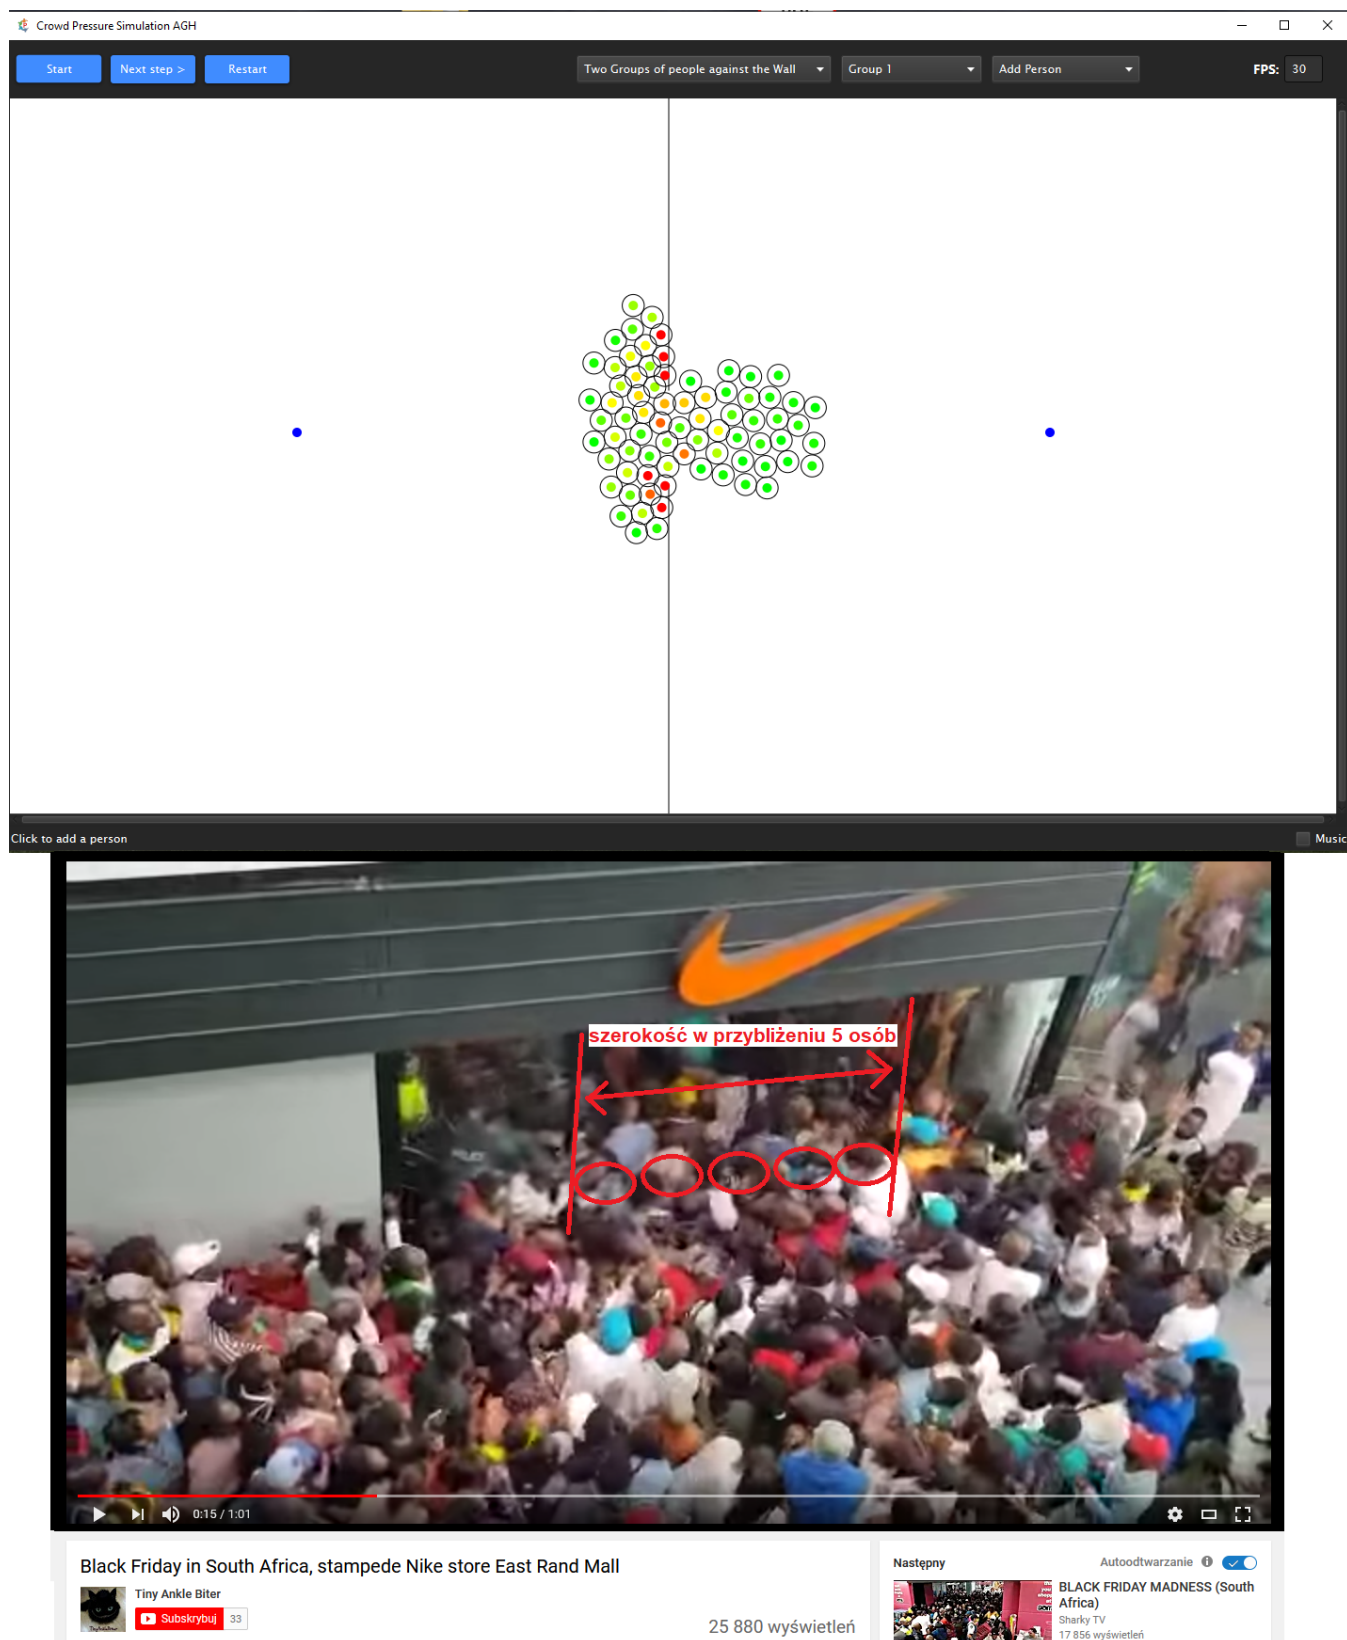 Crowd Pressure Simulation AGH
Start
Next step >
Restart
Two Groups of people against the Wall
Group 1
Add Person
FPS: 30
Click to add a person
Music
szerokość w przybliżeniu 5 osób
0:15 / 1:01
Black Friday in South Africa, stampede Nike store East Rand Mall
Tiny Ankle Biter
Subskrybuj 33
25 880 wyświetleń
Następny
Autoodtwarzanie
BLACK FRIDAY MADNESS (South
Africa)
Sharky TV
17 856 wyświetleń